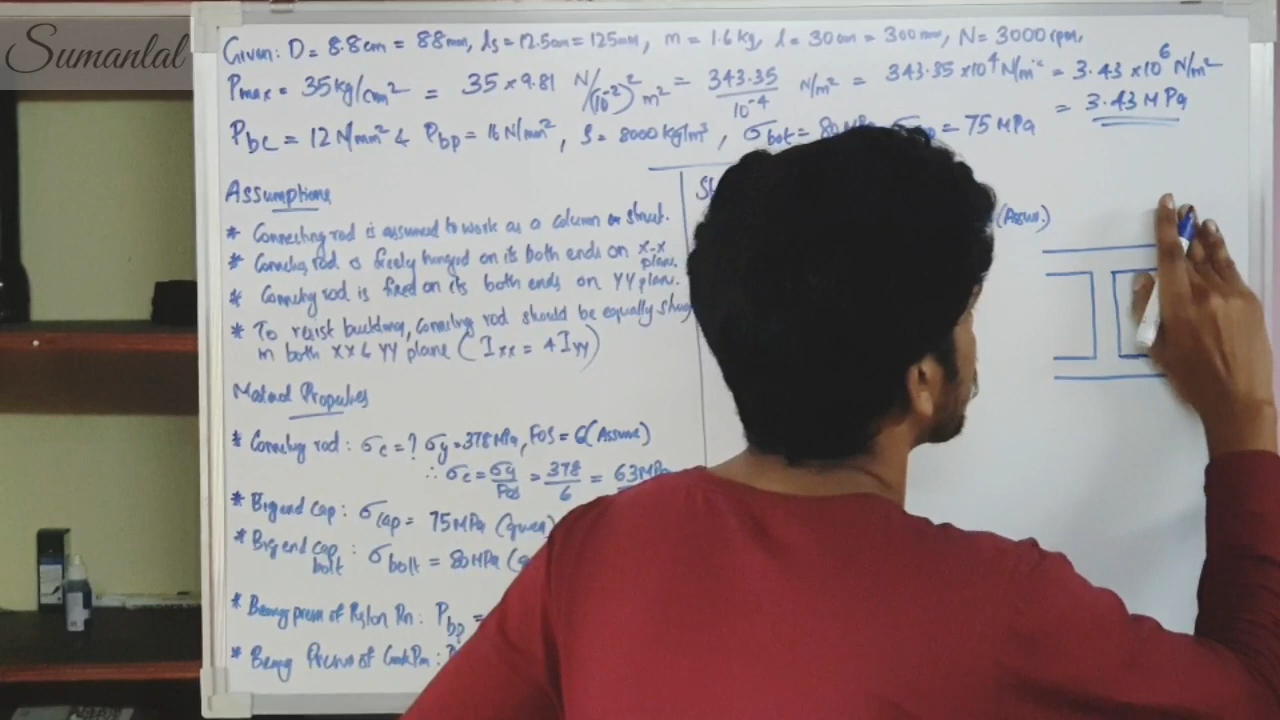 Sumanlal
Given: D = 8.8cm = 88mm, ls = 12.5cm = 125mm, m = 1.6 kg, l = 30cm = 300mm, N = 3000 rpm,
Pmax = 35 kg/cm² = 35 × 9.81 N/(10⁻²)² m² = 343.35/10⁻⁴ N/m² = 343.35 × 10⁴ N/m² = 3.43 × 10⁶ N/m²
= 3.43 MPa
Pbc = 12 N/mm² & Pbp = 16 N/mm², ρ = 8000 kg/m³, σbolt = 80 = 75 MPa
Assumptions
* Connecting rod is assumed to work as a column or strut.
* Connecting rod is freely hinged on its both ends on x-x plane.
* Connecting rod is fixed on its both ends on YY plane.
* To resist buckling, connecting rod should be equally strong
in both XX & YY plane (Ixx = 4Iyy)
(Assum.)
Material Properties
* Connecting rod: σc = ? σy = 378 MPa, FOS = 6 (Assume)
∴ σc = σy/FOS = 378/6 = 63 MPa
* Big end cap: σcap = 75 MPa (given)
* Big end cap bolt: σbolt = 80 MPa
* Bearing pressure of Piston Pin: Pbp =
* Bearing Pressure of Crank Pin: